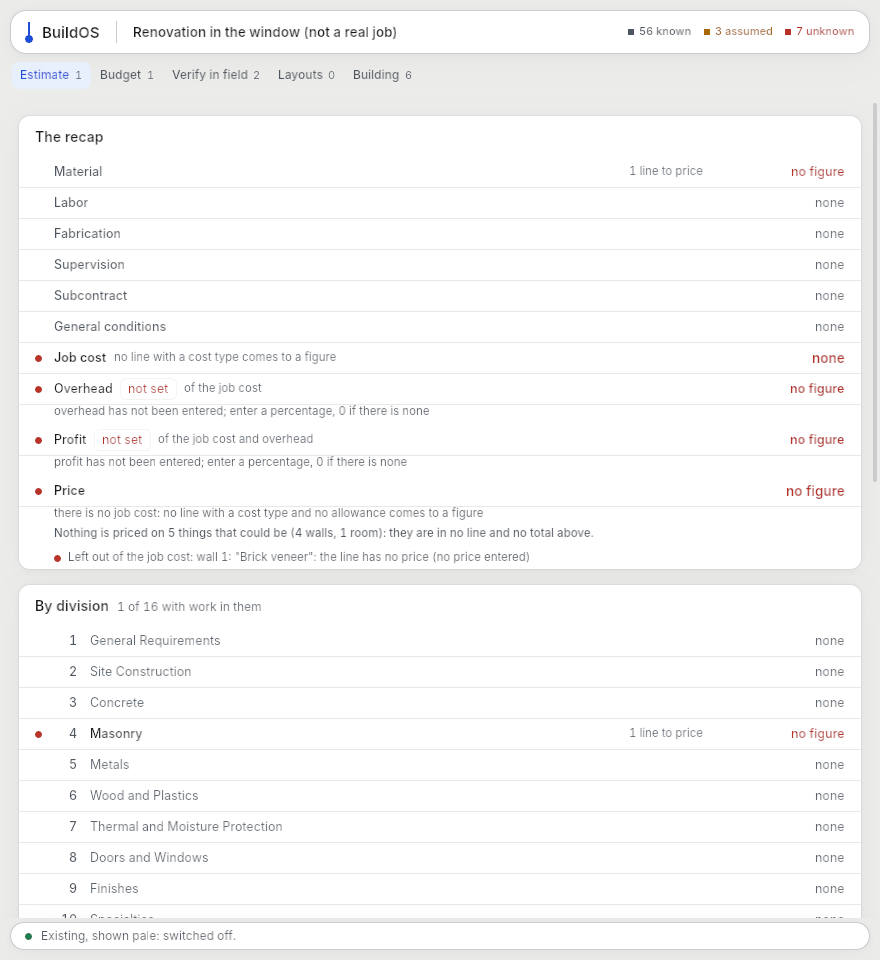 BuildOS
Renovation in the window (not a real job)
56 known 3 assumed 7 unknown
Estimate 1 Budget 1 Verify in field 2 Layouts 0 Building 6
The recap
Material 1 line to price no figure
Labor none
Fabrication none
Supervision none
Subcontract none
General conditions none
Job cost no line with a cost type comes to a figure none
Overhead not set of the job cost no figure
overhead has not been entered; enter a percentage, 0 if there is none
Profit not set of the job cost and overhead no figure
profit has not been entered; enter a percentage, 0 if there is none
Price no figure
there is no job cost: no line with a cost type and no allowance comes to a figure
Nothing is priced on 5 things that could be (4 walls, 1 room): they are in no line and no total above.
Left out of the job cost: wall 1: "Brick veneer": the line has no price (no price entered)
By division 1 of 16 with work in them
1 General Requirements none
2 Site Construction none
3 Concrete none
4 Masonry 1 line to price no figure
5 Metals none
6 Wood and Plastics none
7 Thermal and Moisture Protection none
8 Doors and Windows none
9 Finishes none
10 Specialties none
Existing, shown pale: switched off.